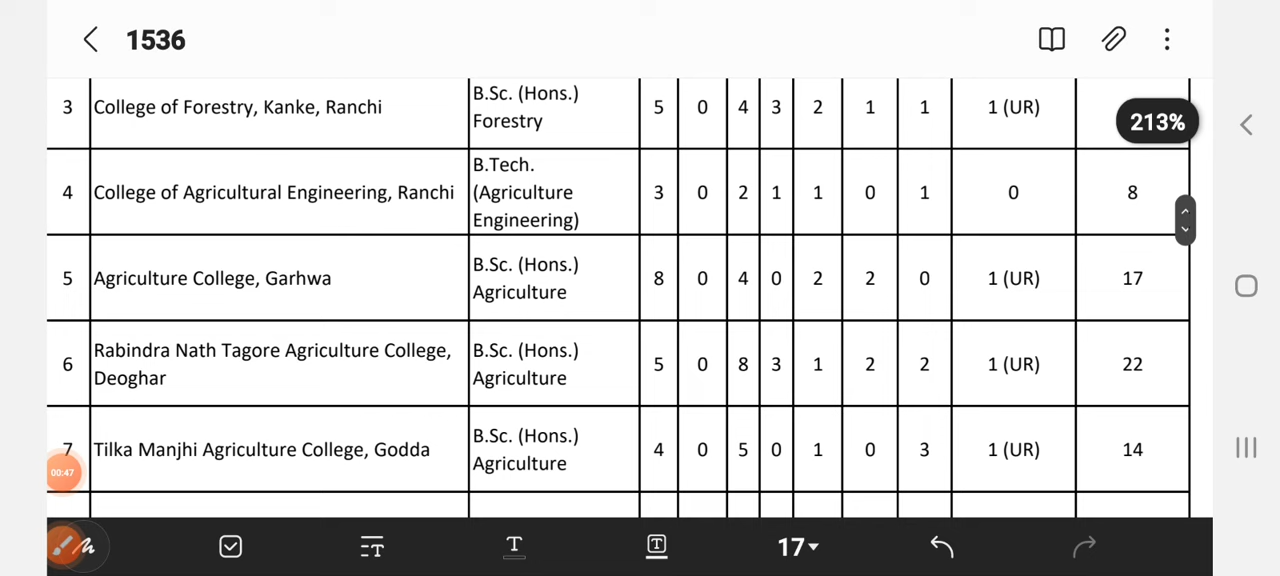 1536
213%
3 College of Forestry, Kanke, Ranchi B.Sc. (Hons.) Forestry 5 0 4 3 2 1 1 1 (UR)
4 College of Agricultural Engineering, Ranchi B.Tech. (Agriculture Engineering) 3 0 2 1 1 0 1 0 8
5 Agriculture College, Garhwa B.Sc. (Hons.) Agriculture 8 0 4 0 2 2 0 1 (UR) 17
6 Rabindra Nath Tagore Agriculture College, Deoghar B.Sc. (Hons.) Agriculture 5 0 8 3 1 2 2 1 (UR) 22
7 Tilka Manjhi Agriculture College, Godda B.Sc. (Hons.) Agriculture 4 0 5 0 1 0 3 1 (UR) 14
00:47
T T T 17